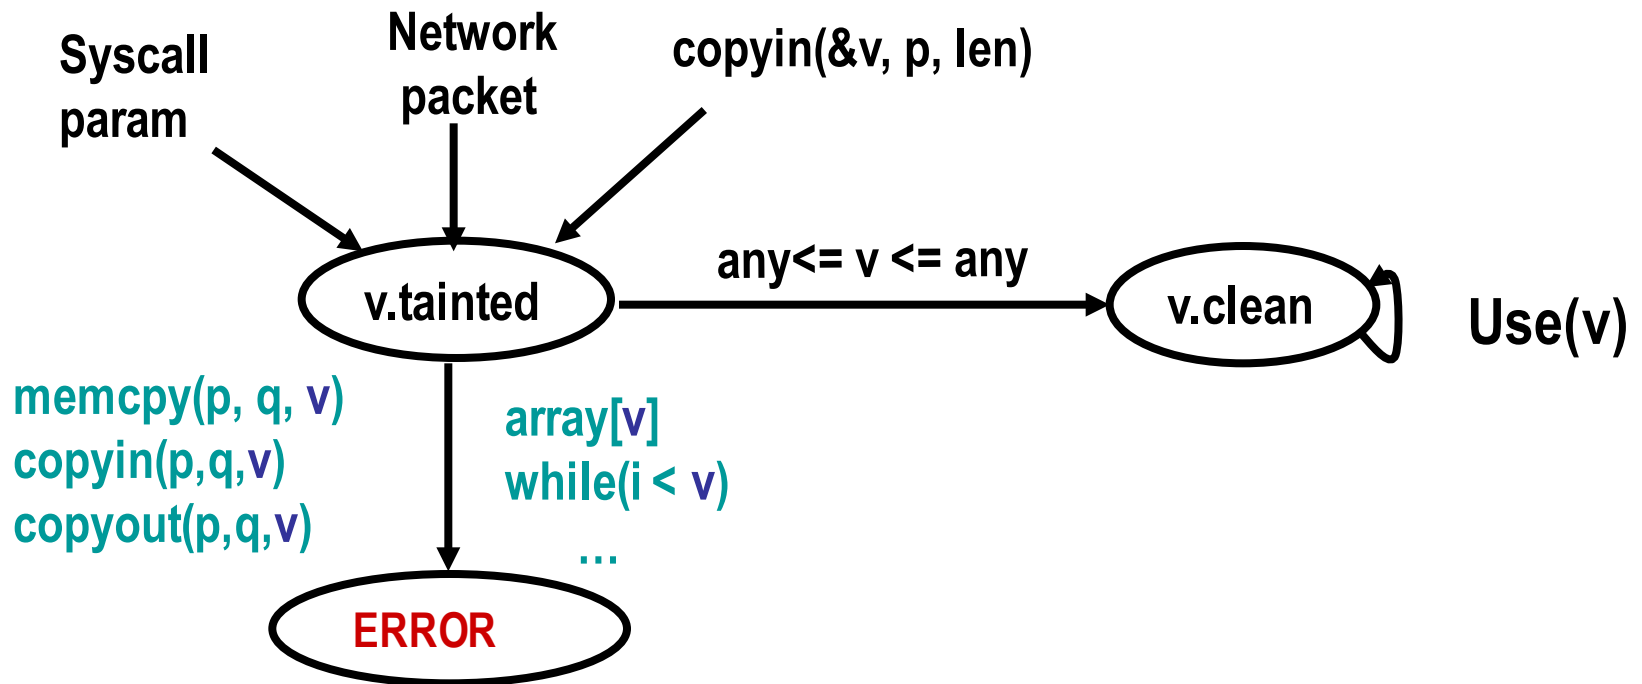 Syscall
param
Network
packet
copyin(&v, p, len)
any<= v <= any
v.tainted
v.clean
Use(v)
memcpy(p, q, v)
copyin(p,q,v)
copyout(p,q,v)
array[v]
while(i < v)
...
ERROR